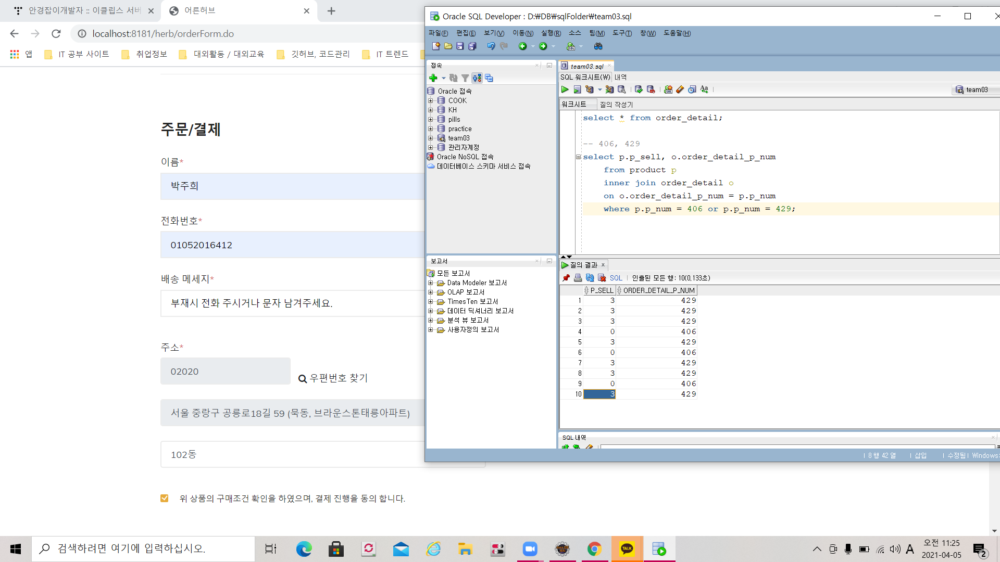 안경잡이개발자 :: 이클립스 서버
어른허브
localhost:8181/herb/orderForm.do
앱
IT 공부 사이트
취업정보
대외활동 / 대외교육
깃허브, 코드관리
IT 트렌드
주문/결제
이름*
박주희
전화번호*
01052016412
배송 메세지*
부재시 전화 주시거나 문자 남겨주세요.
주소*
02020
우편번호 찾기
서울 중랑구 공릉로18길 59 (묵동, 브라운스톤태릉아파트)
102동
위 상품의 구매조건 확인을 하였으며, 결제 진행을 동의 합니다.
Oracle SQL Developer : D:₩DB₩sqlFolder₩team03.sql
파일(F) 편집(E) 보기(V) 이동(N) 실행(R) 소스 팀(M) 도구(T) 창(W) 도움말(H)
접속
Oracle 접속
COOK
KH
pills
practice
team03
관리자계정
Oracle NoSQL 접속
데이터베이스 스키마 서비스 접속
보고서
모든 보고서
Data Modeler 보고서
OLAP 보고서
TimesTen 보고서
데이터 딕셔너리 보고서
분석 뷰 보고서
사용자정의 보고서
team03.sql
SQL 워크시트(W) 내역
team03
워크시트 질의 작성기
select * from order_detail;
-- 406, 429
select p.p_sell, o.order_detail_p_num
from product p
inner join order_detail o
on o.order_detail_p_num = p.p_num
where p.p_num = 406 or p.p_num = 429;
질의 결과
SQL 인출된 모든 행: 10(0,133초)
P_SELL ORDER_DETAIL_P_NUM
1 3 429
2 3 429
3 3 429
4 0 406
5 3 429
6 0 406
7 3 429
8 3 429
9 0 406
10 3 429
SQL 내역
8 행 42 열 삽입 수정됨 Windows:
검색하려면 여기에 입력하십시오.
TALK
A
오전 11:25
2021-04-05
2